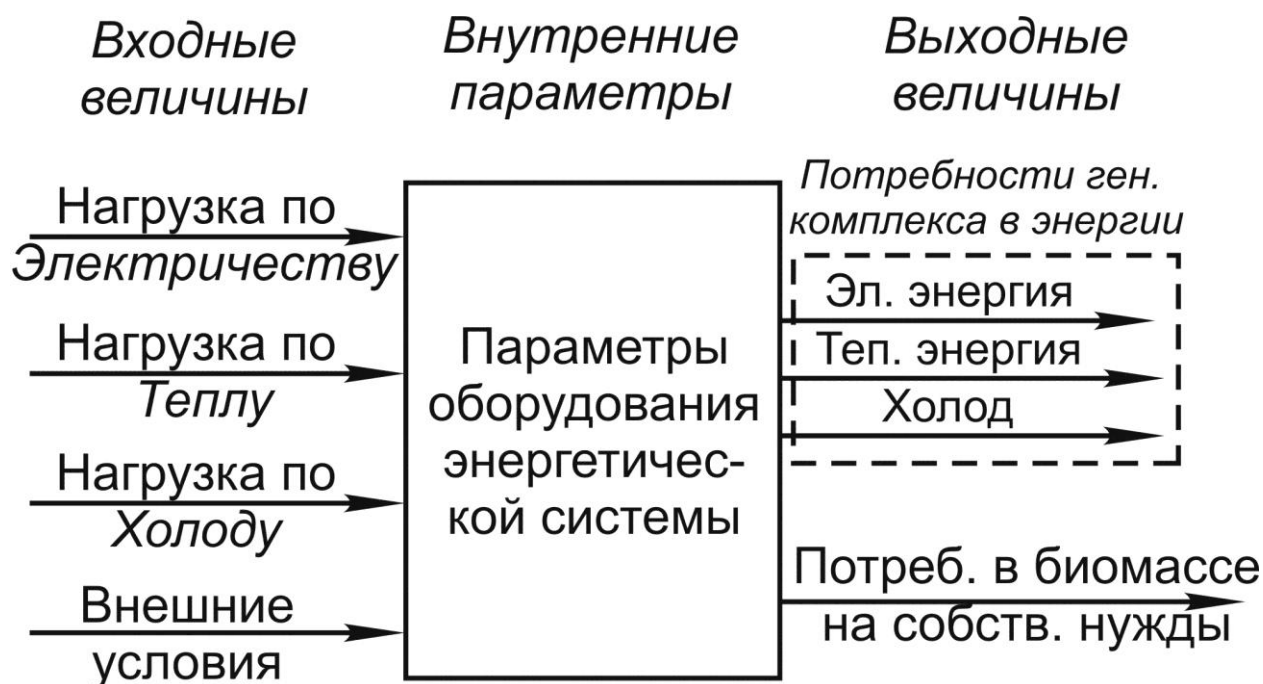 Входные
величины
Внутренние
параметры
Выходные
величины
Нагрузка по
Электричеству
Нагрузка по
Теплу
Нагрузка по
Холоду
Внешние
условия
Параметры
оборудования
энергетичес-
кой системы
Потребности ген.
комплекса в энергии
Эл. энергия
Теп. энергия
Холод
Потреб. в биомассе
на собств. нужды